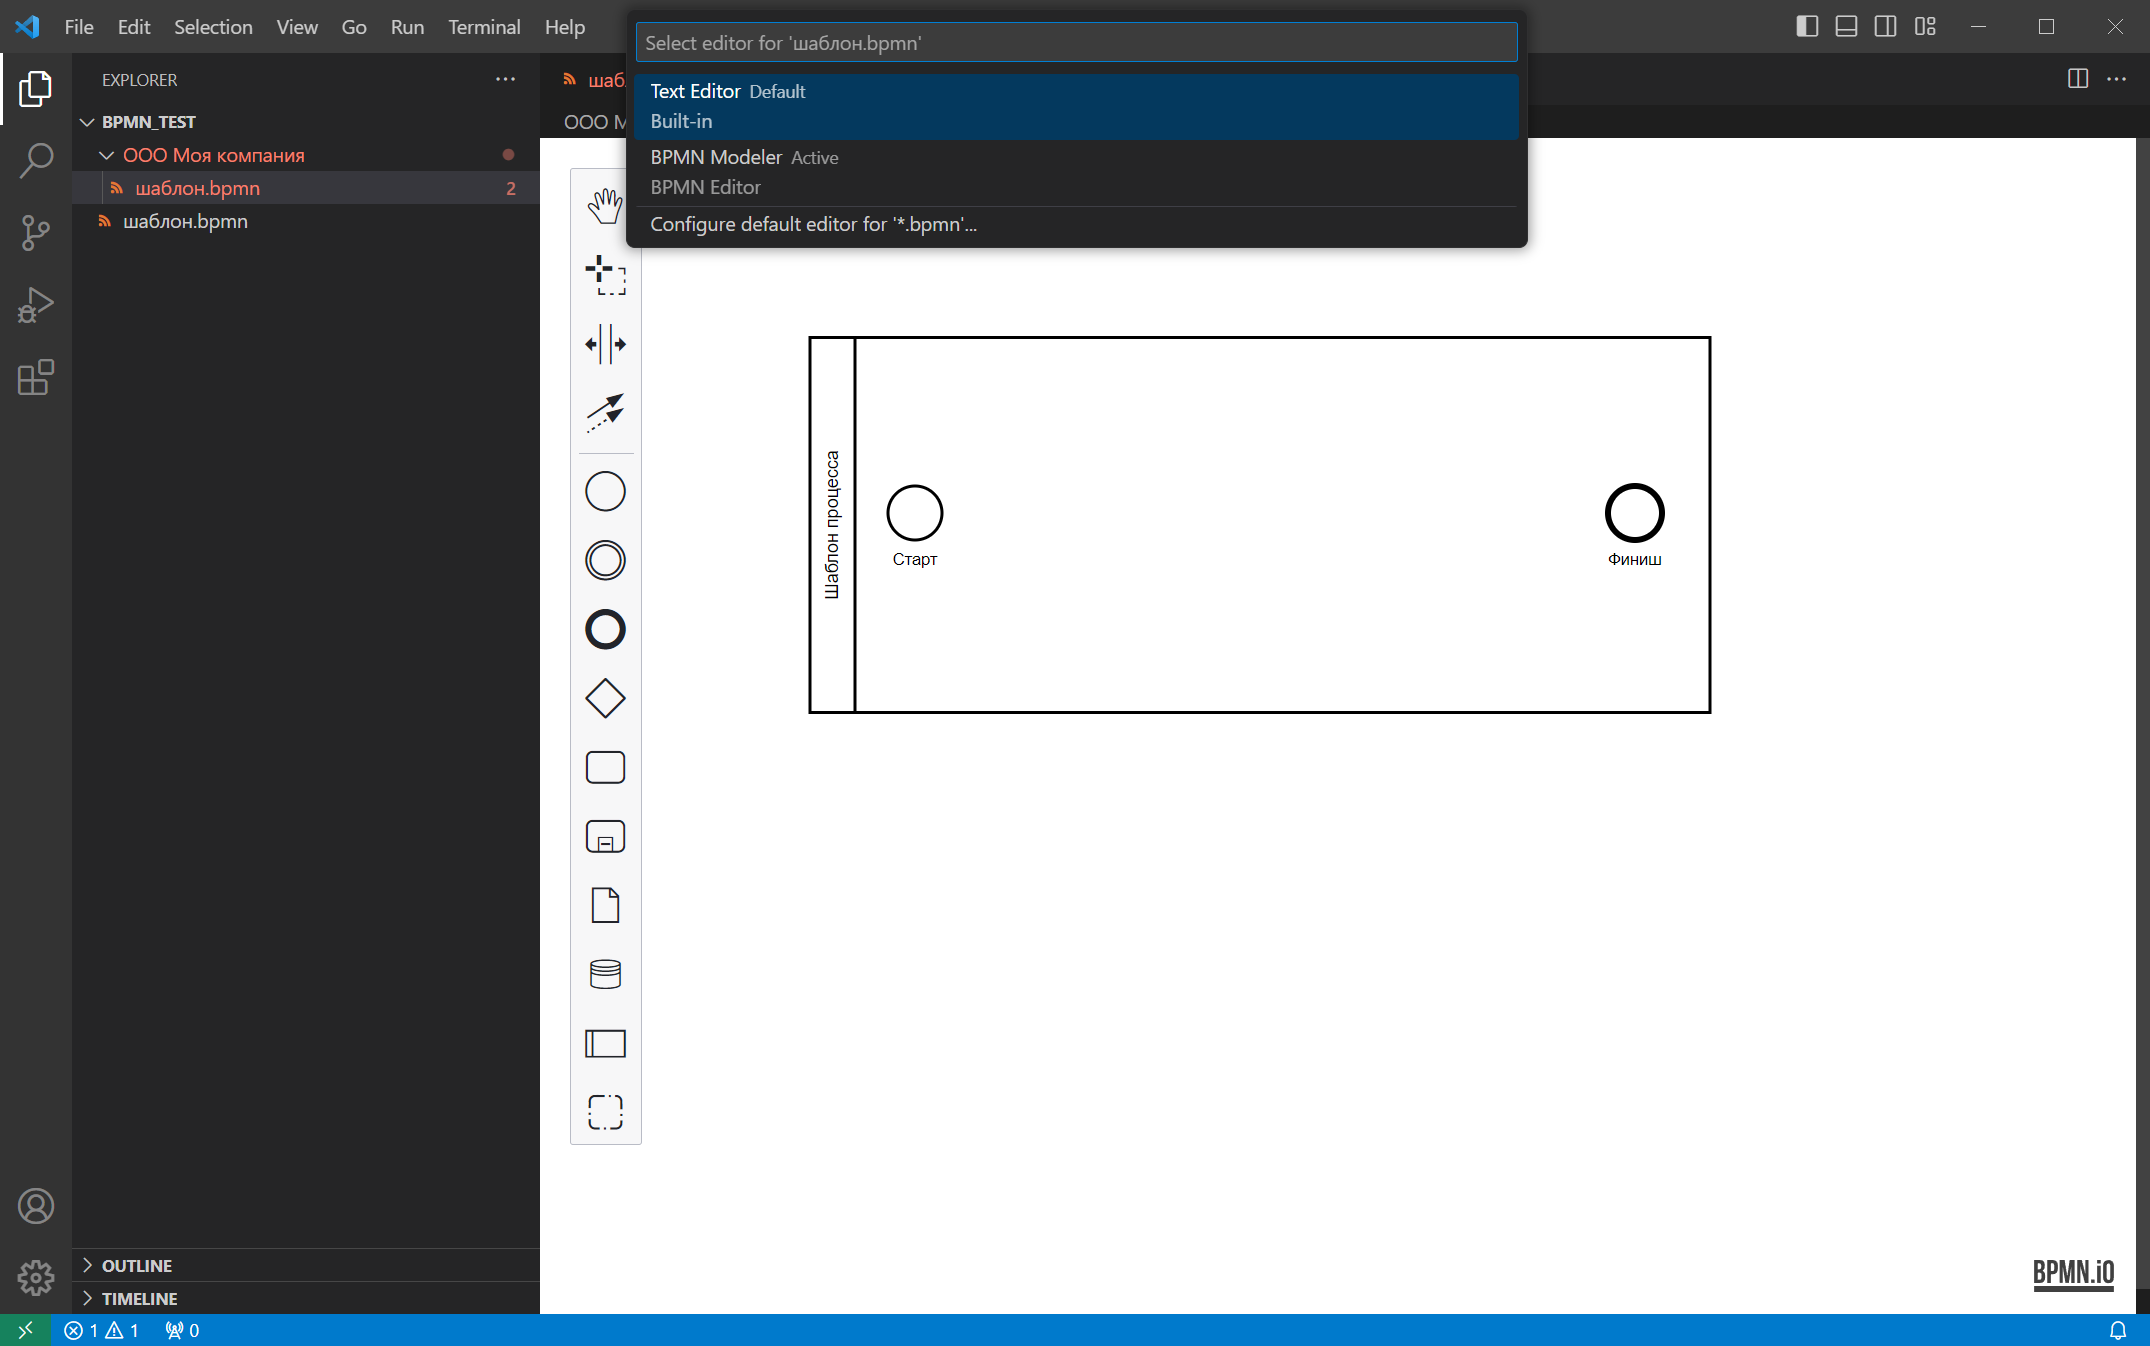 File Edit Selection View Go Run Terminal Help
Select editor for 'шаблон.bpmn'
Text Editor Default
Built-in
BPMN Modeler Active
BPMN Editor
Configure default editor for '*.bpmn'...
EXPLORER
BPMN_TEST
ООО Моя компания
шаблон.bpmn 2
шаблон.bpmn
шаб
ООО М
Шаблон процесса
Старт
Финиш
BPMN.iO
OUTLINE
TIMELINE
1 1 0